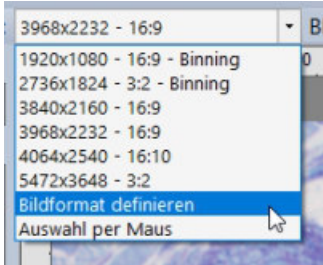 3968x2232 - 16:9
1920x1080 - 16:9 - Binning
2736x1824 - 3:2 - Binning
3840x2160 - 16:9
3968x2232 - 16:9
4064x2540 - 16:10
5472x3648 - 3:2
Bildformat definieren
Auswahl per Maus